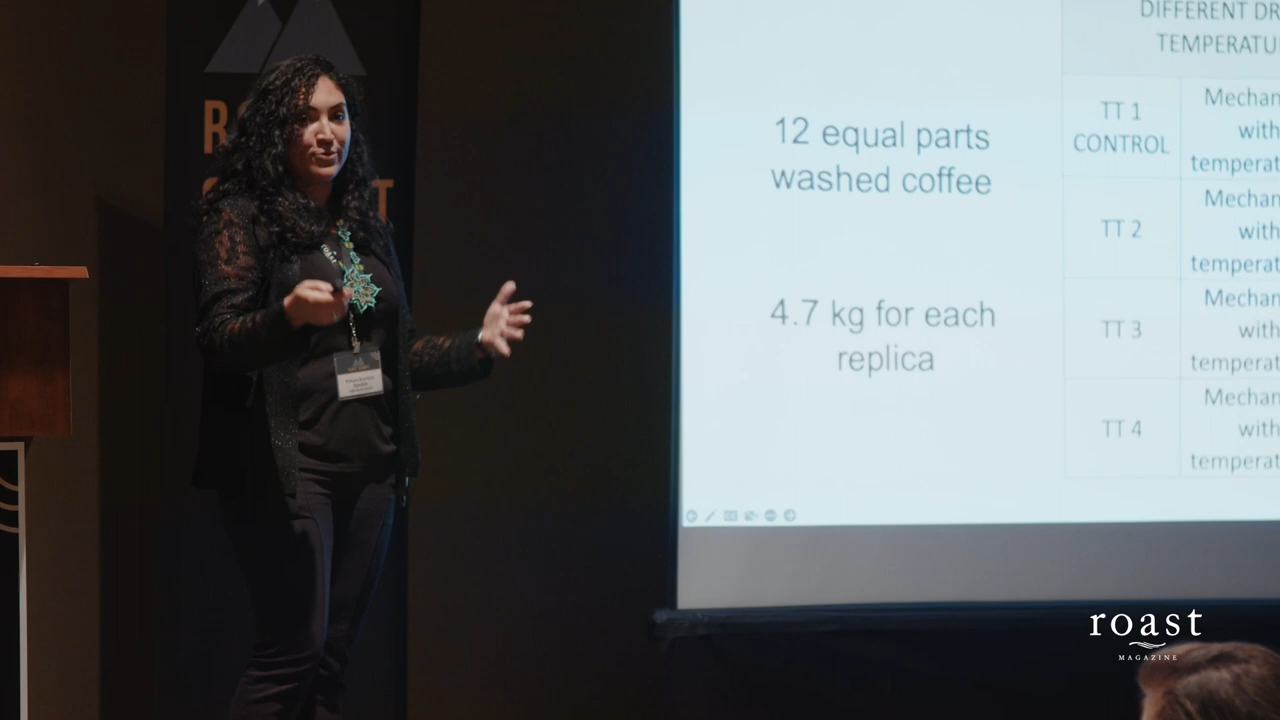 12 equal parts
washed coffee
4.7 kg for each
replica
DIFFERENT DR
TEMPERATU
TT 1
CONTROL
Mechan
with
temperat
TT 2
Mechan
with
temperat
TT 3
Mechan
with
temperat
TT 4
Mechan
with
temperat
roast
MAGAZINE